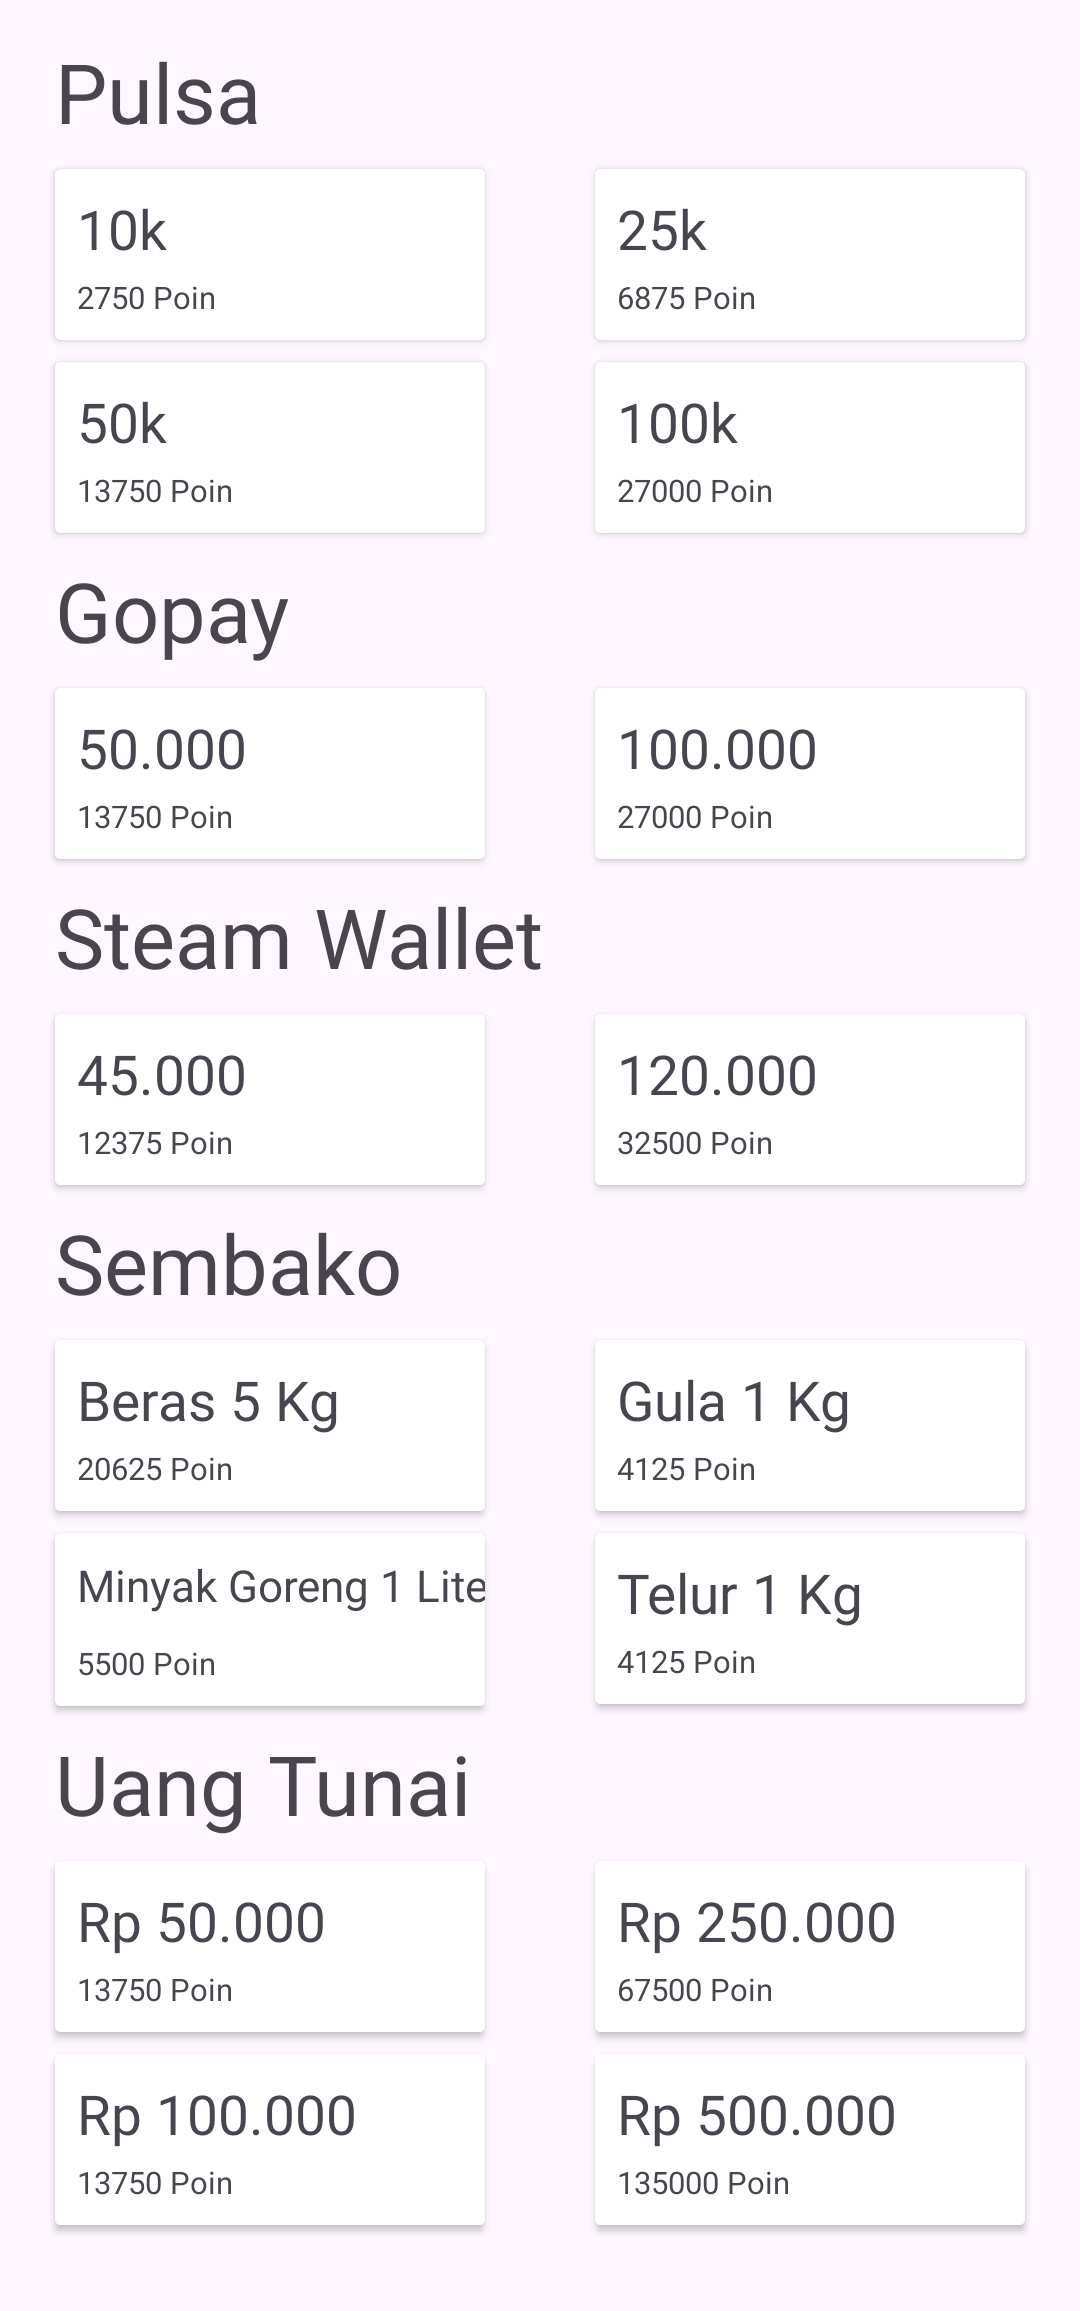 Pulsa
10k
2750 Poin
25k
6875 Poin
50k
13750 Poin
100k
27000 Poin
Gopay
50.000
13750 Poin
100.000
27000 Poin
Steam Wallet
45.000
12375 Poin
120.000
32500 Poin
Sembako
Beras 5 Kg
20625 Poin
Gula 1 Kg
4125 Poin
Minyak Goreng 1 Lite
5500 Poin
Telur 1 Kg
4125 Poin
Uang Tunai
Rp 50.000
13750 Poin
Rp 250.000
67500 Poin
Rp 100.000
13750 Poin
Rp 500.000
135000 Poin